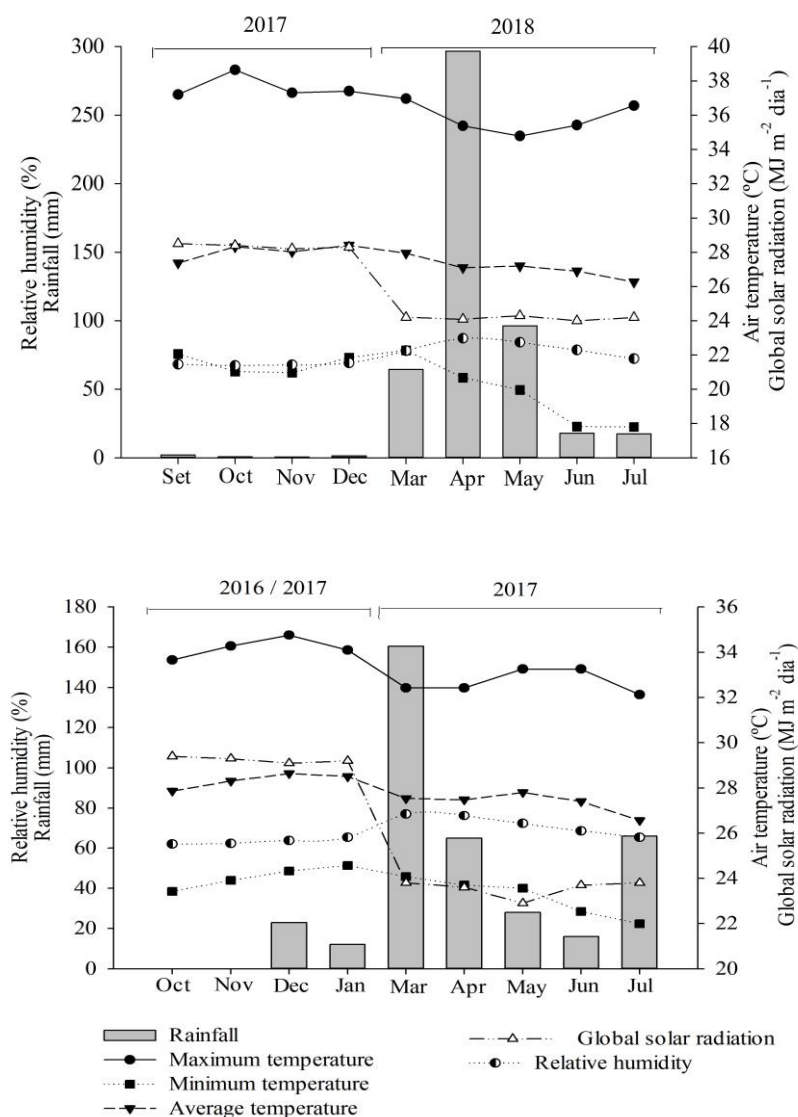 2017 2018
300 40
250 38
200 36
150 34
100 32
50 30
0 28
26
24
22
20
18
16
Relative humidity (%)
Rainfall (mm)
Air temperature (ºC)
Global solar radiation (MJ m⁻² dia⁻¹)
Set Oct Nov Dec Mar Apr May Jun Jul
2016 / 2017 2017
180 36
160 34
140 32
120 30
100 28
80 26
60 24
40 22
20 20
0
Relative humidity (%)
Rainfall (mm)
Air temperature (ºC)
Global solar radiation (MJ m⁻² dia⁻¹)
Oct Nov Dec Jan Mar Apr May Jun Jul
Rainfall
Maximum temperature
Minimum temperature
Average temperature
Global solar radiation
Relative humidity